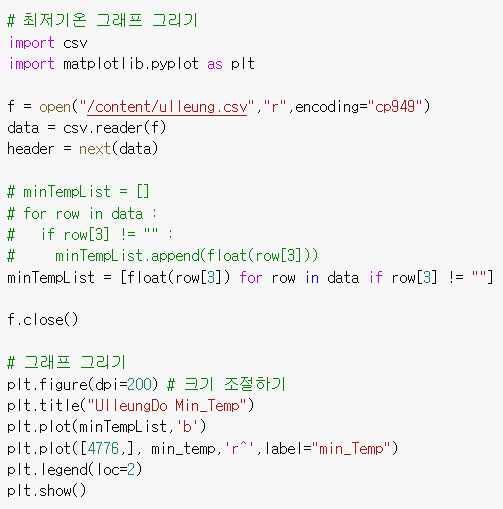 # 최저기온 그래프 그리기
import csv
import matplotlib.pyplot as plt
f = open("/content/ulleung.csv","r",encoding="cp949")
data = csv.reader(f)
header = next(data)
# minTempList = []
# for row in data :
#   if row[3] != "" :
#     minTempList.append(float(row[3]))
minTempList = [float(row[3]) for row in data if row[3] != ""]
f.close()
# 그래프 그리기
plt.figure(dpi=200) # 크기 조절하기
plt.title("UlleungDo Min_Temp")
plt.plot(minTempList,'b')
plt.plot([4776,], min_temp,'r^',label="min_Temp")
plt.legend(loc=2)
plt.show()